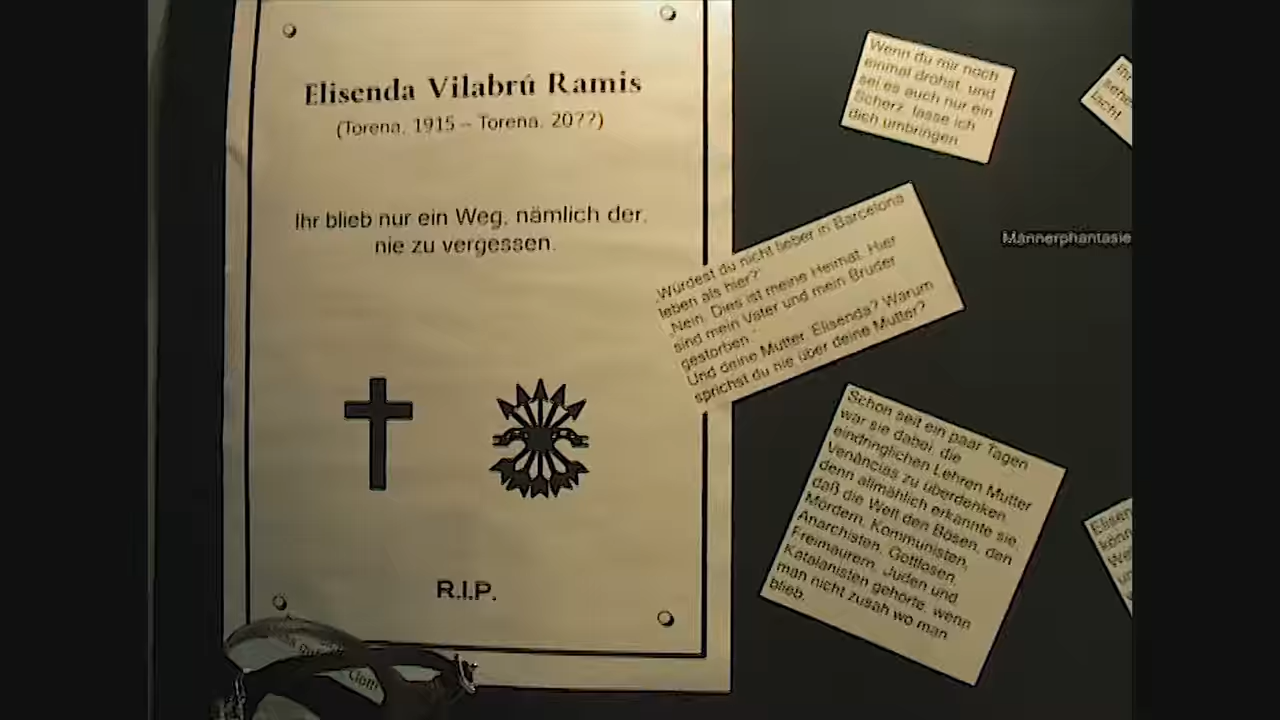 Elisenda Vilabrú Ramis
(Torena, 1915 – Torena, 20??)
Ihr blieb nur ein Weg, nämlich der,
nie zu vergessen.
R.I.P.
Wenn du mir noch
einmal drohst, und
sei es auch nur ein
Scherz, lasse ich
dich umbringen.
„Würdest du nicht lieber in Barcelona
leben als hier?“
„Nein. Dies ist meine Heimat. Hier
sind mein Vater und mein Bruder
gestorben.“
Und deine Mutter, Elisenda? Warum
sprichst du nie über deine Mutter?
Schon seit ein paar Tagen
war sie dabei, die
eindringlichen Lehren Mutter
Venàncias zu überdenken,
denn allmählich erkannte sie,
daß die Welt den Bösen, den
Mördern, Kommunisten,
Anarchisten, Gottlosen,
Freimaurern, Juden und
Katalanisten gehörte, wenn
man nicht zusah wo man
blieb.
Männerphantasie
lacht